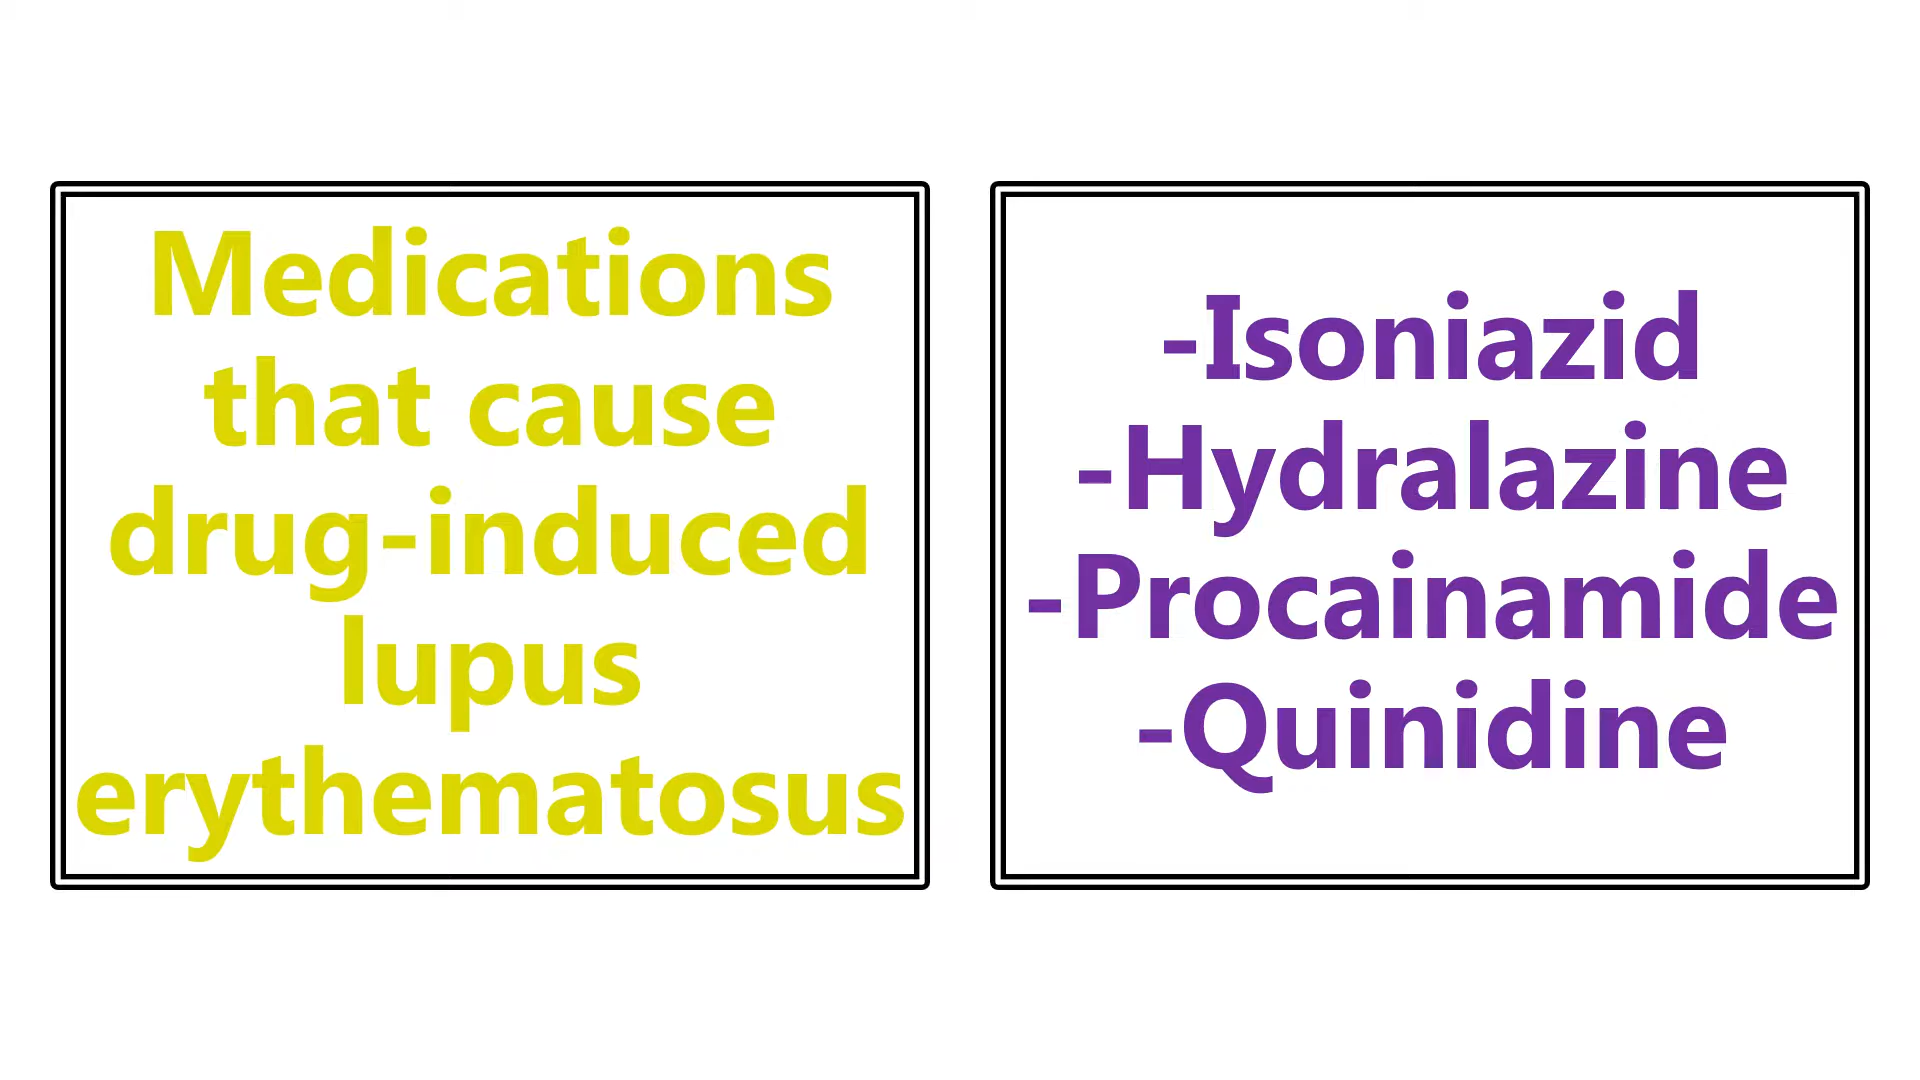 Medications
that cause
drug-induced
lupus
erythematosus
-Isoniazid
-Hydralazine
-Procainamide
-Quinidine